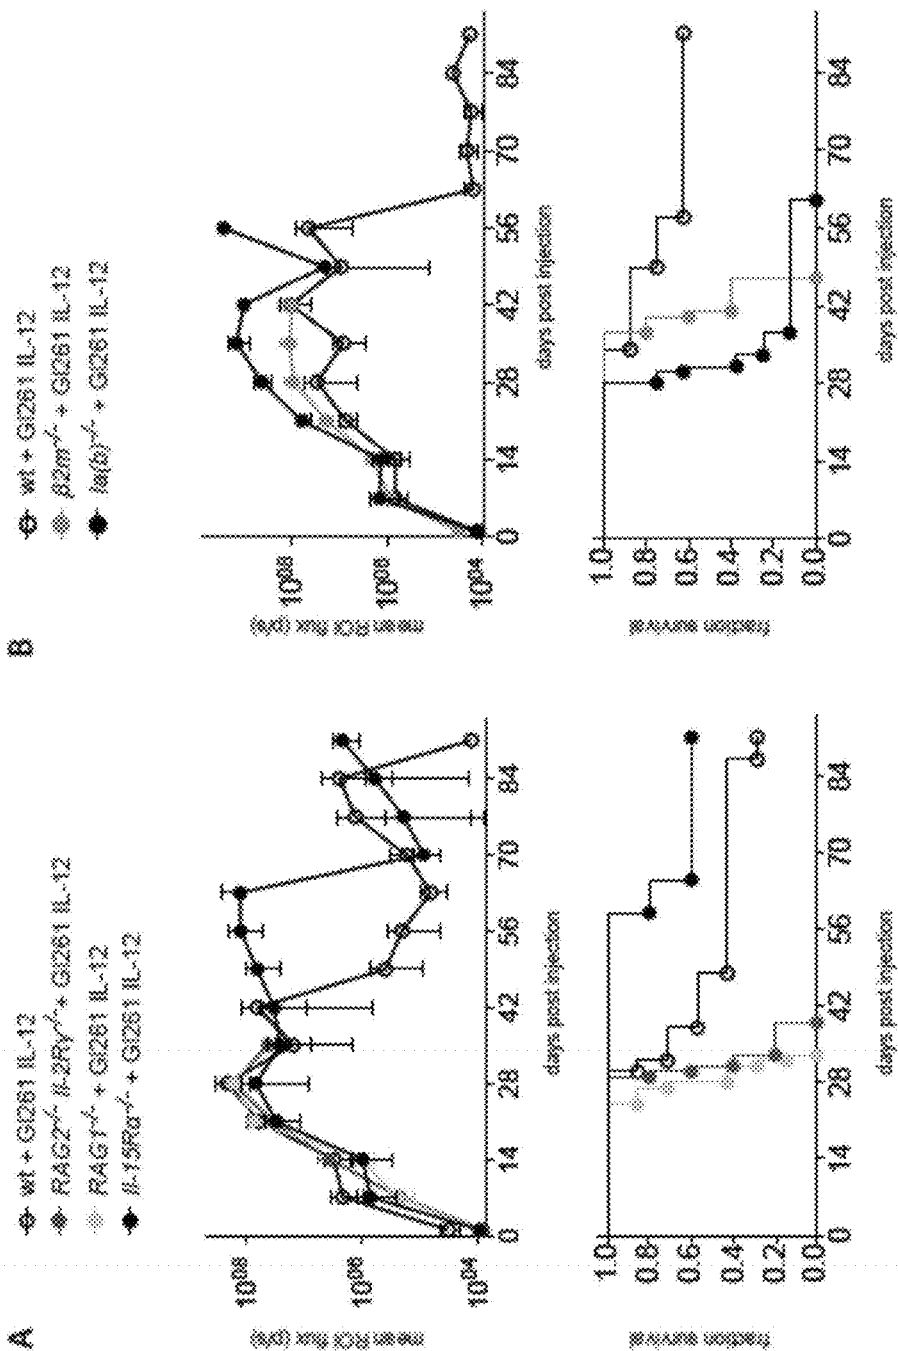 A
wt + Gl261 IL-12
RAG2-/- Il-2Rγ-/-+ Gl261 IL-12
RAG1-/- + Gl261 IL-12
Il-15Rα-/- + Gl261 IL-12
mean ROI flux (p/s)
10^08
10^06
10^04
0 14 28 42 56 70 84
days post injection
fraction survival
1.0
0.8
0.6
0.4
0.2
0.0
0 14 28 42 56 70 84
days post injection
B
wt + Gl261 IL-12
β2m-/- + Gl261 IL-12
Ia(b)-/- + Gl261 IL-12
mean ROI flux (p/s)
10^08
10^06
10^04
0 14 28 42 56 70 84
days post injection
fraction survival
1.0
0.8
0.6
0.4
0.2
0.0
0 14 28 42 56 70 84
days post injection